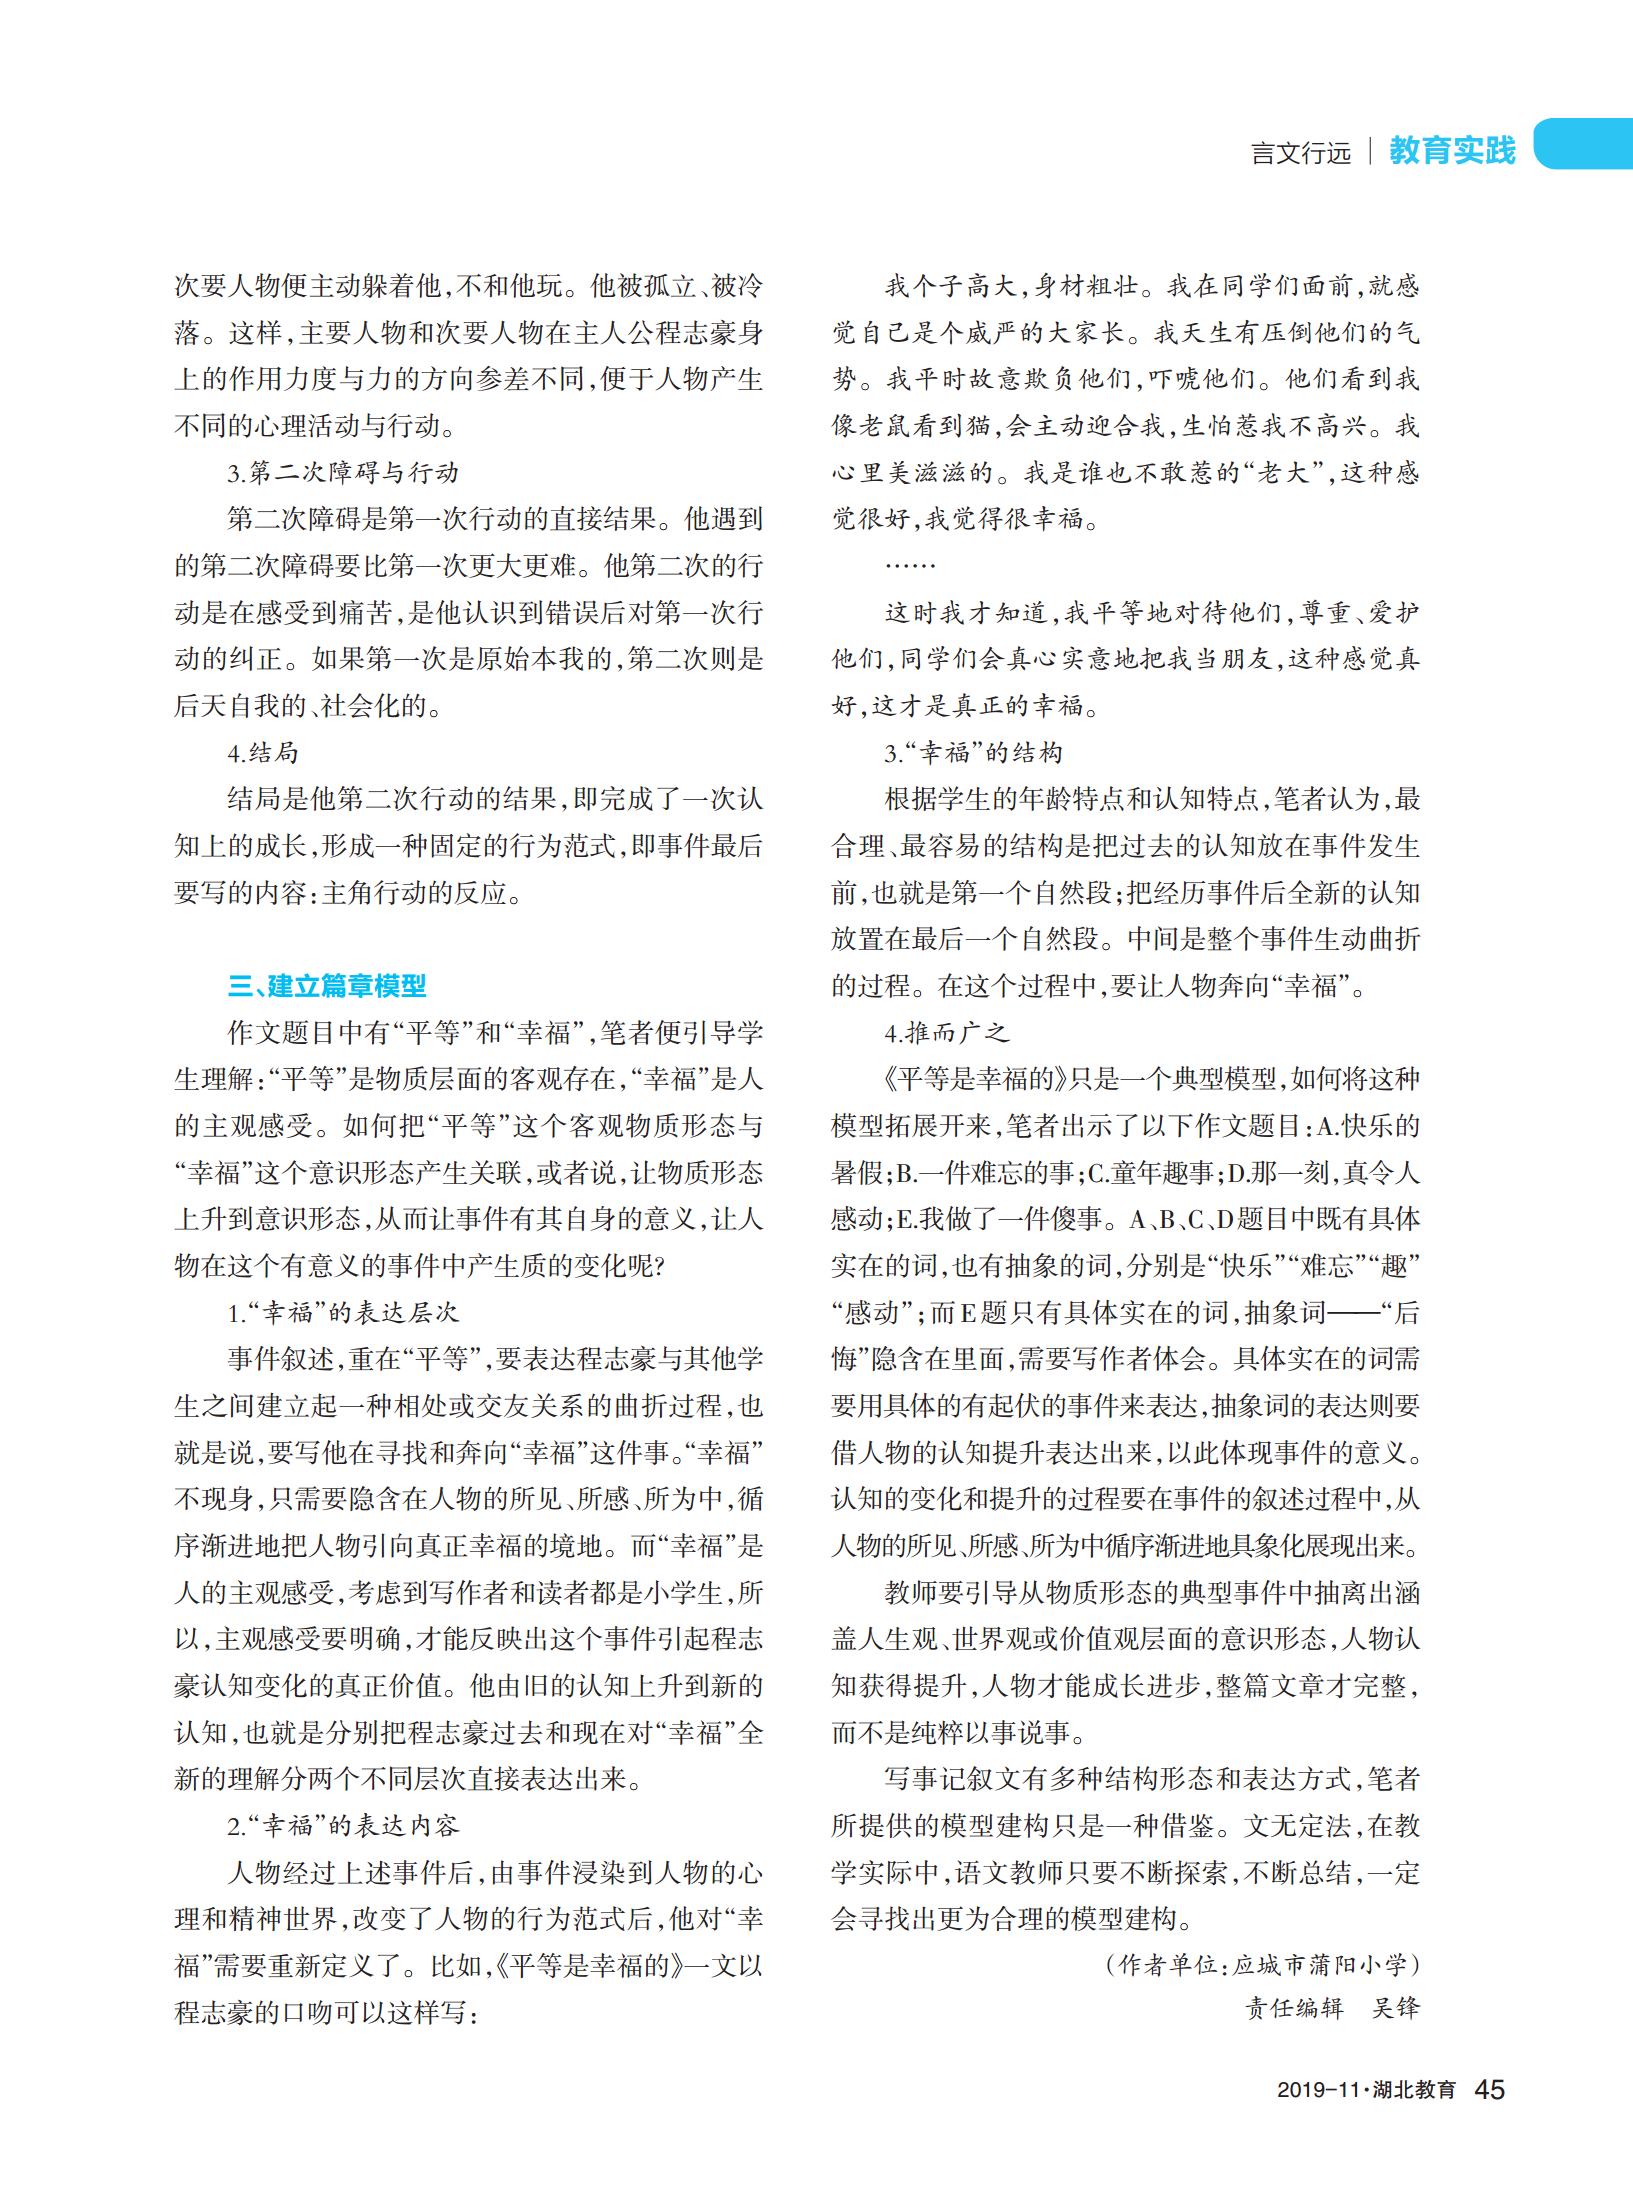 言文行远 | 教育实践
次要人物便主动躲着他,不和他玩。他被孤立、被冷
落。这样,主要人物和次要人物在主人公程志豪身
上的作用力度与力的方向参差不同,便于人物产生
不同的心理活动与行动。
3.第二次障碍与行动
第二次障碍是第一次行动的直接结果。他遇到
的第二次障碍要比第一次更大更难。他第二次的行
动是在感受到痛苦,是他认识到错误后对第一次行
动的纠正。如果第一次是原始本我的,第二次则是
后天自我的、社会化的。
4.结局
结局是他第二次行动的结果,即完成了一次认
知上的成长,形成一种固定的行为范式,即事件最后
要写的内容:主角行动的反应。
三、建立篇章模型
作文题目中有“平等”和“幸福”,笔者便引导学
生理解:“平等”是物质层面的客观存在,“幸福”是人
的主观感受。如何把“平等”这个客观物质形态与
“幸福”这个意识形态产生关联,或者说,让物质形态
上升到意识形态,从而让事件有其自身的意义,让人
物在这个有意义的事件中产生质的变化呢?
1.“幸福”的表达层次
事件叙述,重在“平等”,要表达程志豪与其他学
生之间建立起一种相处或交友关系的曲折过程,也
就是说,要写他在寻找和奔向“幸福”这件事。“幸福”
不现身,只需要隐含在人物的所见、所感、所为中,循
序渐进地把人物引向真正幸福的境地。而“幸福”是
人的主观感受,考虑到写作者和读者都是小学生,所
以,主观感受要明确,才能反映出这个事件引起程志
豪认知变化的真正价值。他由旧的认知上升到新的
认知,也就是分别把程志豪过去和现在对“幸福”全
新的理解分两个不同层次直接表达出来。
2.“幸福”的表达内容
人物经过上述事件后,由事件浸染到人物的心
理和精神世界,改变了人物的行为范式后,他对“幸
福”需要重新定义了。比如,《平等是幸福的》一文以
程志豪的口吻可以这样写:
我个子高大,身材粗壮。我在同学们面前,就感
觉自己是个威严的大家长。我天生有压倒他们的气
势。我平时故意欺负他们,吓唬他们。他们看到我
像老鼠看到猫,会主动迎合我,生怕惹我不高兴。我
心里美滋滋的。我是谁也不敢惹的“老大”,这种感
觉很好,我觉得很幸福。
……
这时我才知道,我平等地对待他们,尊重、爱护
他们,同学们会真心实意地把我当朋友,这种感觉真
好,这才是真正的幸福。
3.“幸福”的结构
根据学生的年龄特点和认知特点,笔者认为,最
合理、最容易的结构是把过去的认知放在事件发生
前,也就是第一个自然段;把经历事件后全新的认知
放置在最后一个自然段。中间是整个事件生动曲折
的过程。在这个过程中,要让人物奔向“幸福”。
4.推而广之
《平等是幸福的》只是一个典型模型,如何将这种
模型拓展开来,笔者出示了以下作文题目:A.快乐的
暑假;B.一件难忘的事;C.童年趣事;D.那一刻,真令人
感动;E.我做了一件傻事。A、B、C、D题目中既有具体
实在的词,也有抽象的词,分别是“快乐”“难忘”“趣”
“感动”;而E题只有具体实在的词,抽象词——“后
悔”隐含在里面,需要写作者体会。具体实在的词需
要用具体的有起伏的事件来表达,抽象词的表达则要
借人物的认知提升表达出来,以此体现事件的意义。
认知的变化和提升的过程要在事件的叙述过程中,从
人物的所见、所感、所为中循序渐进地具象化展现出来。
教师要引导从物质形态的典型事件中抽离出涵
盖人生观、世界观或价值观层面的意识形态,人物认
知获得提升,人物才能成长进步,整篇文章才完整,
而不是纯粹以事说事。
写事记叙文有多种结构形态和表达方式,笔者
所提供的模型建构只是一种借鉴。文无定法,在教
学实际中,语文教师只要不断探索,不断总结,一定
会寻找出更为合理的模型建构。
(作者单位:应城市蒲阳小学)
责任编辑 吴锋
2019-11·湖北教育 45